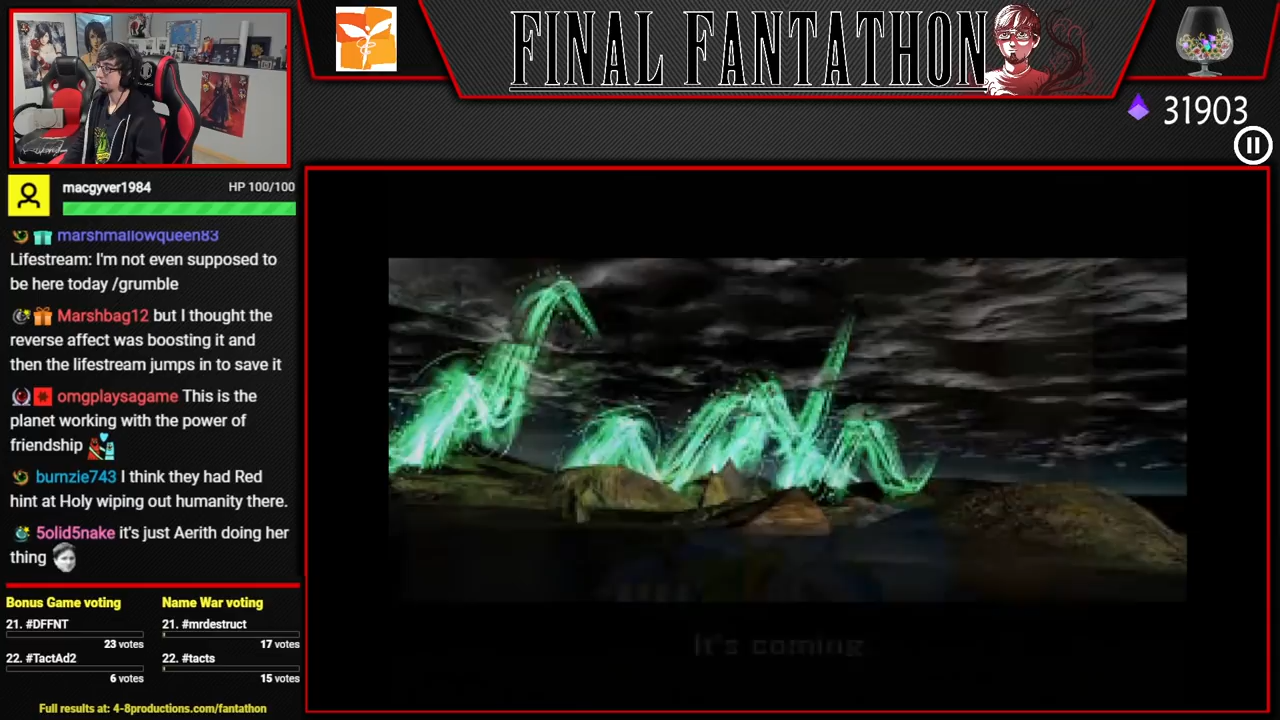 FINAL FANTATHON
31903
macgyver1984 HP 100/100
marshmallowqueen83
Lifestream: I'm not even supposed to
be here today /grumble
Marshbag12 but I thought the
reverse affect was boosting it and
then the lifestream jumps in to save it
omgplaysagame This is the
planet working with the power of
friendship
burnzie743 I think they had Red
hint at Holy wiping out humanity there.
5olid5nake it's just Aerith doing her
thing
Bonus Game voting
21. #DFFNT
23 votes
22. #TactAd2
6 votes
Name War voting
21. #mrdestruct
17 votes
22. #tacts
15 votes
Full results at: 4-8productions.com/fantathon
It's coming